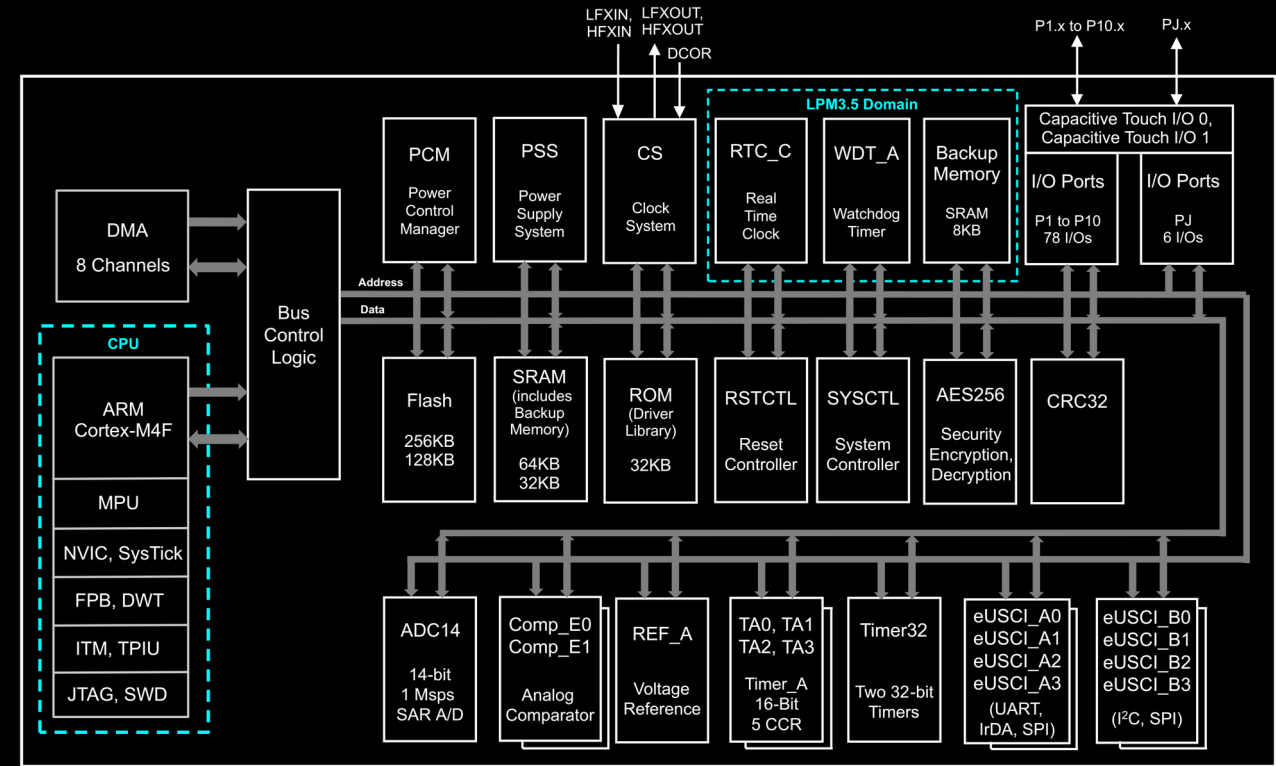 LFXIN,
HFXIN
LFXOUT,
HFXOUT
DCOR
P1.x to P10.x
PJ.x
LPM3.5 Domain
Capacitive Touch I/O 0,
Capacitive Touch I/O 1
PCM
Power
Control
Manager
PSS
Power
Supply
System
CS
Clock
System
RTC_C
Real
Time
Clock
WDT_A
Watchdog
Timer
Backup
Memory
SRAM
8KB
I/O Ports
P1 to P10
78 I/Os
I/O Ports
PJ
6 I/Os
DMA
8 Channels
Bus
Control
Logic
Address
Data
CPU
ARM
Cortex-M4F
MPU
NVIC, SysTick
FPB, DWT
ITM, TPIU
JTAG, SWD
Flash
256KB
128KB
SRAM
(includes
Backup
Memory)
64KB
32KB
ROM
(Driver
Library)
32KB
RSTCTL
Reset
Controller
SYSCTL
System
Controller
AES256
Security
Encryption,
Decryption
CRC32
ADC14
14-bit
1 Msps
SAR A/D
Comp_E0
Comp_E1
Analog
Comparator
REF_A
Voltage
Reference
TA0, TA1
TA2, TA3
Timer_A
16-Bit
5 CCR
Timer32
Two 32-bit
Timers
eUSCI_A0
eUSCI_A1
eUSCI_A2
eUSCI_A3
(UART,
IrDA, SPI)
eUSCI_B0
eUSCI_B1
eUSCI_B2
eUSCI_B3
(I²C, SPI)